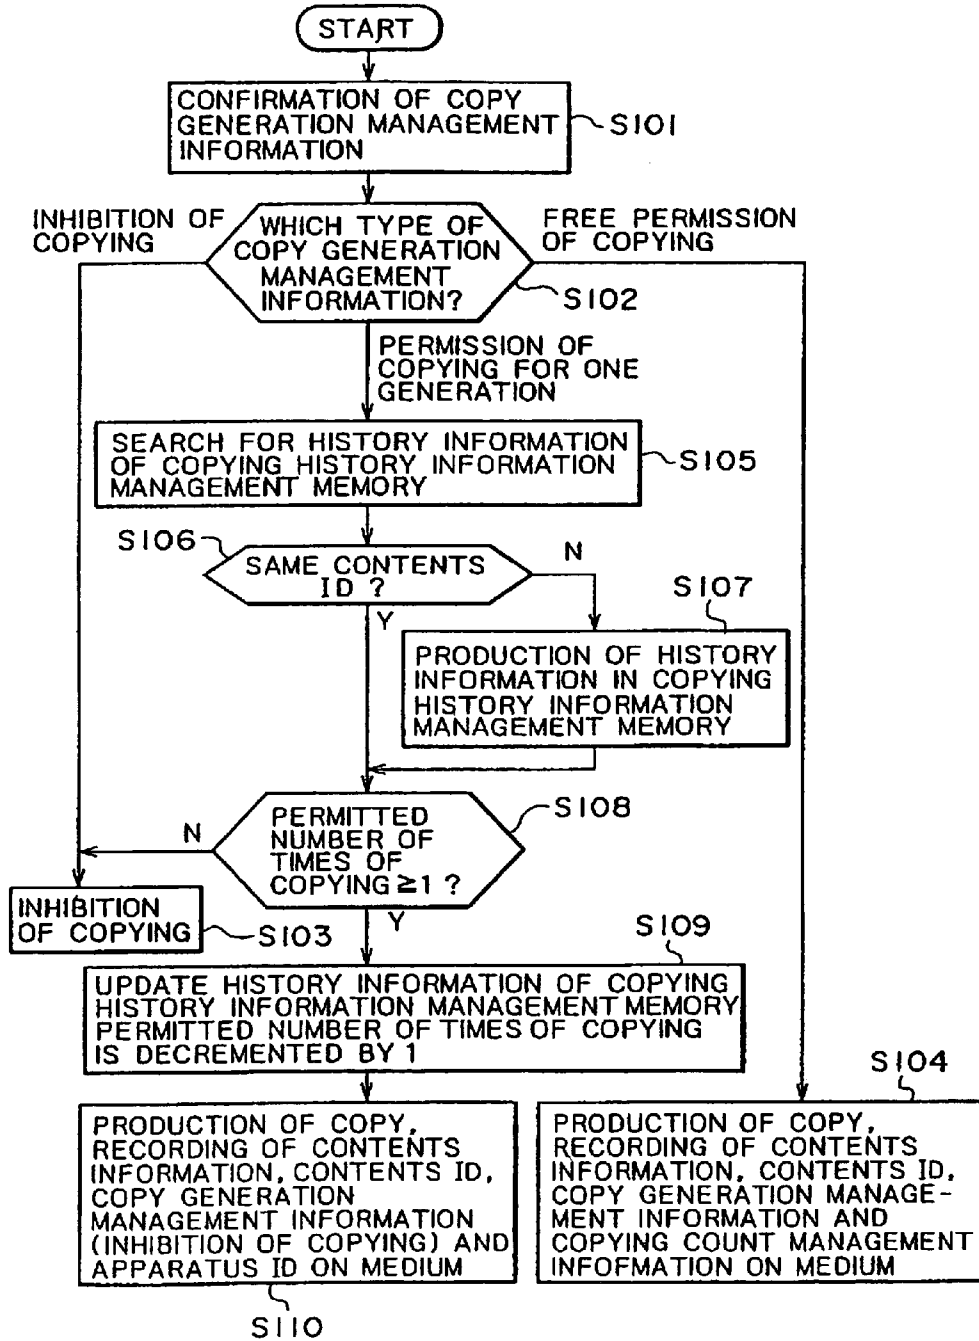 START
CONFIRMATION OF COPY
GENERATION MANAGEMENT
INFORMATION
S101
INHIBITION OF
COPYING
WHICH TYPE OF
COPY GENERATION
MANAGEMENT
INFORMATION?
FREE PERMISSION
OF COPYING
S102
PERMISSION OF
COPYING FOR ONE
GENERATION
SEARCH FOR HISTORY INFORMATION
OF COPYING HISTORY INFORMATION
MANAGEMENT MEMORY
S105
S106
SAME CONTENTS
ID ?
N
Y
S107
PRODUCTION OF HISTORY
INFORMATION IN COPYING
HISTORY INFORMATION
MANAGEMENT MEMORY
S108
PERMITTED
NUMBER OF
TIMES OF
COPYING ≧1 ?
N
Y
INHIBITION
OF COPYING
S103
S109
UPDATE HISTORY INFORMATION OF COPYING
HISTORY INFORMATION MANAGEMENT MEMORY
PERMITTED NUMBER OF TIMES OF COPYING
IS DECREMENTED BY 1
S104
PRODUCTION OF COPY,
RECORDING OF CONTENTS
INFORMATION, CONTENTS ID,
COPY GENERATION
MANAGEMENT INFORMATION
(INHIBITION OF COPYING) AND
APPARATUS ID ON MEDIUM
S110
PRODUCTION OF COPY,
RECORDING OF CONTENTS
INFORMATION, CONTENTS ID,
COPY GENERATION MANAGE-
MENT INFORMATION AND
COPYING COUNT MANAGEMENT
INFOFMATION ON MEDIUM